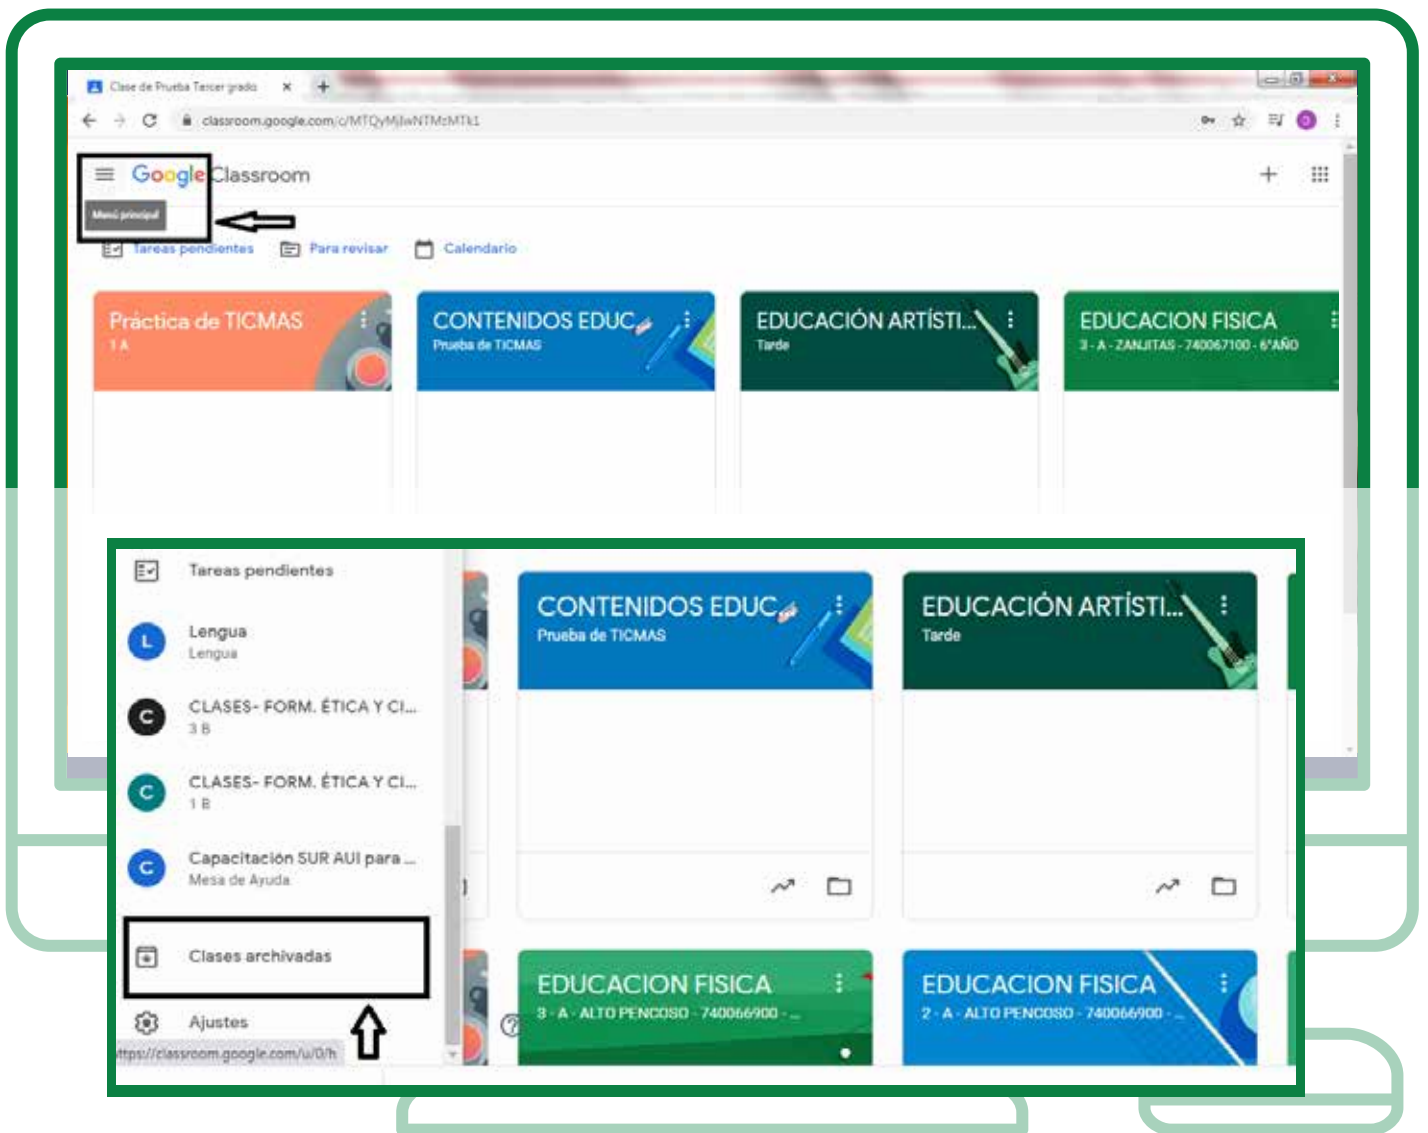 Clase de Prueba Tercer grado
classroom.google.com/c/MTQyMjIwNTMzMTk1
Google Classroom
Menú principal
Tareas pendientes
Para revisar
Calendario
Práctica de TICMAS
1 A
CONTENIDOS EDUC
Prueba de TICMAS
EDUCACIÓN ARTÍSTI...
Tarde
EDUCACION FISICA
3 - A - ZANJITAS - 740067100 - 6°AÑO
Tareas pendientes
L
Lengua
Lengua
C
CLASES- FORM. ÉTICA Y CI...
3 B
C
CLASES- FORM. ÉTICA Y CI...
1 B
C
Capacitación SUR AUI para ...
Mesa de Ayuda
Clases archivadas
Ajustes
https://classroom.google.com/u/0/h
CONTENIDOS EDUC
Prueba de TICMAS
EDUCACIÓN ARTÍSTI...
Tarde
EDUCACION FISICA
3 - A - ALTO PENCOSO - 740066900 - ...
EDUCACION FISICA
2 - A - ALTO PENCOSO - 740066900 - ...